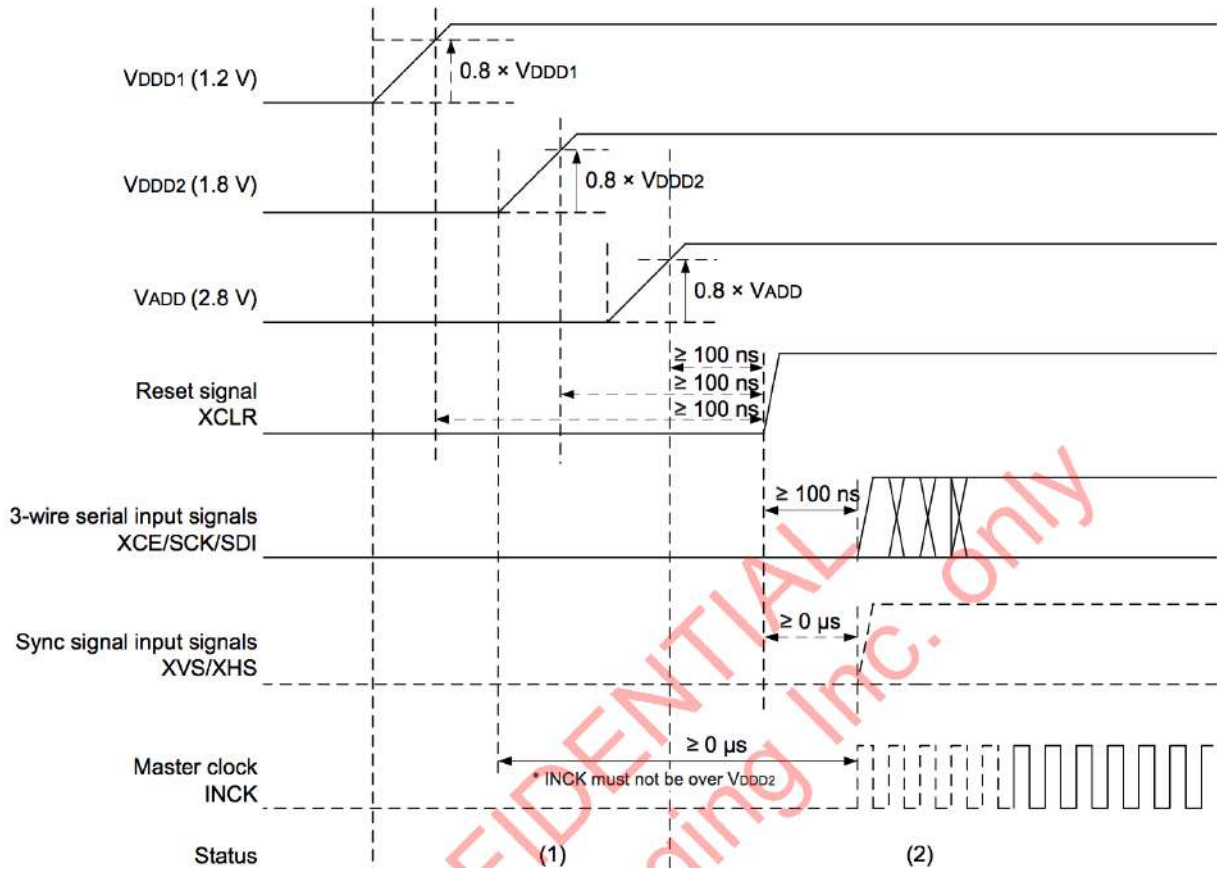 VDDD1 (1.2 V)
0.8 × VDDD1
VDDD2 (1.8 V)
0.8 × VDDD2
VADD (2.8 V)
0.8 × VADD
≥ 100 ns
≥ 100 ns
≥ 100 ns
Reset signal
XCLR
≥ 100 ns
3-wire serial input signals
XCE/SCK/SDI
≥ 0 µs
Sync signal input signals
XVS/XHS
≥ 0 µs
* INCK must not be over VDDD2
Master clock
INCK
Status
(1)
(2)
FIDENTIAL
ging Inc. only